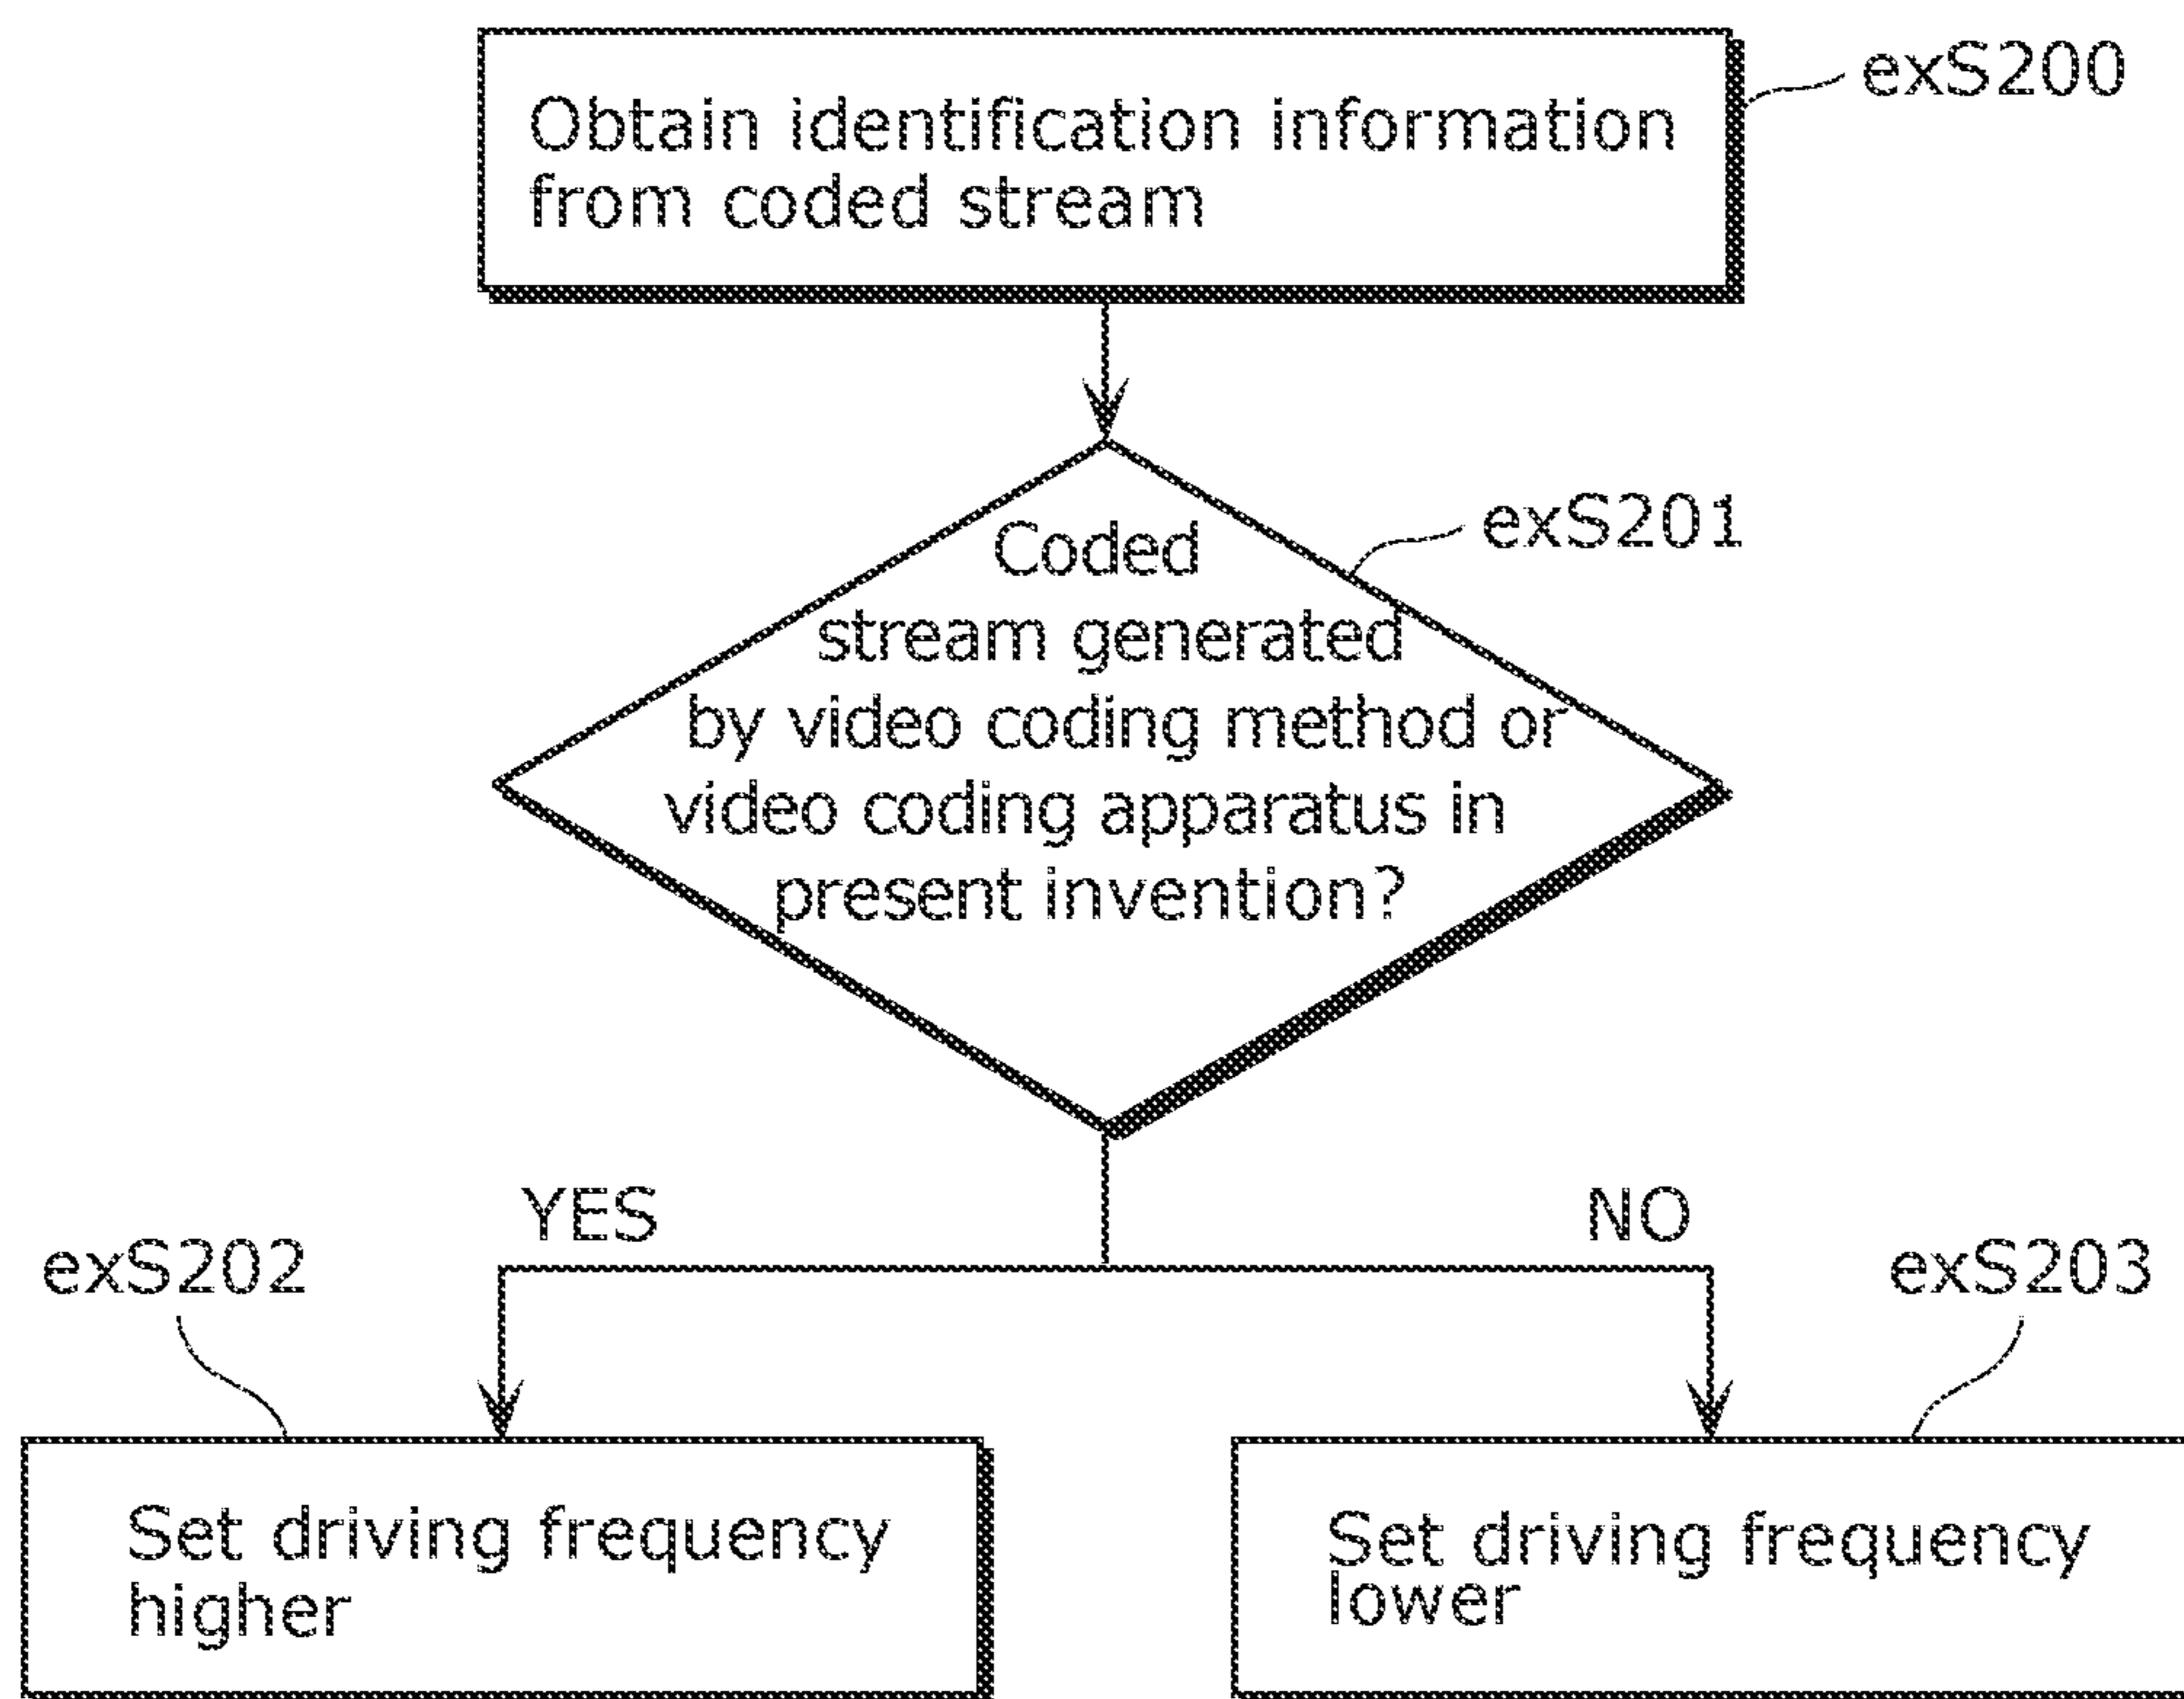 exS200
Obtain identification information
from coded stream
exS201
Coded
stream generated
by video coding method or
video coding apparatus in
present invention?
YES
NO
exS202
exS203
Set driving frequency
higher
Set driving frequency
lower